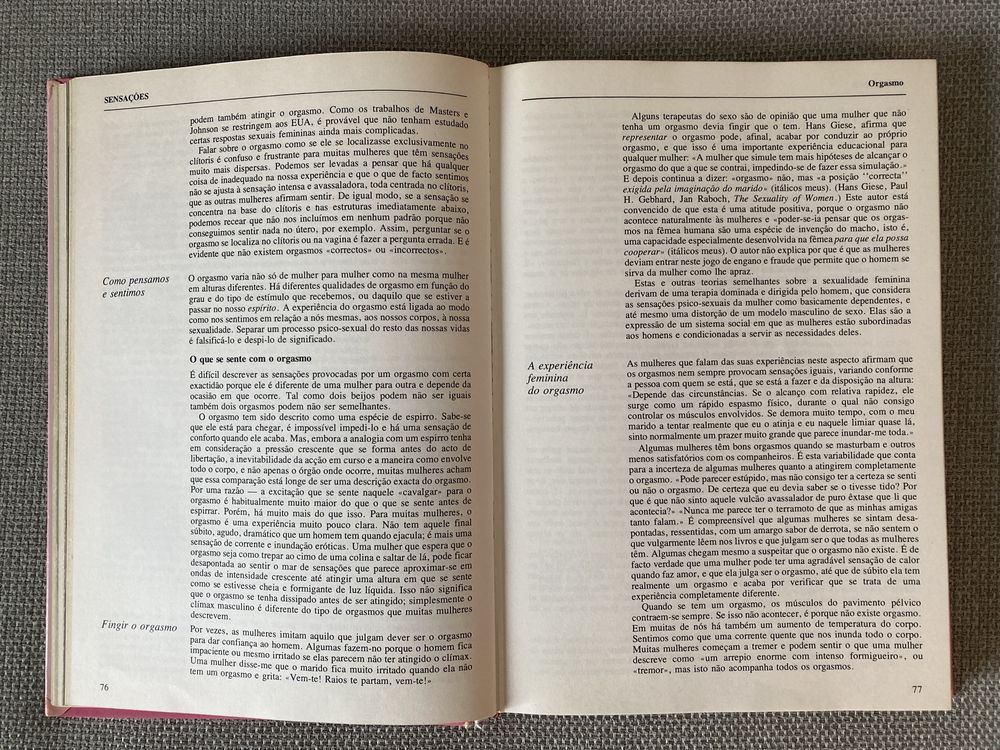 SENSAÇÕES
podem também atingir o orgasmo. Como os trabalhos de Masters e
Johnson se restringem aos EUA, é provável que não tenham estudado
certas respostas sexuais femininas ainda mais complicadas.
Falar sobre o orgasmo como se ele se localizasse exclusivamente no
clítoris é confuso e frustrante para muitas mulheres que têm sensações
muito mais dispersas. Podemos ser levadas a pensar que há qualquer
coisa de inadequado na nossa experiência e que o que de facto sentimos
não se ajusta à sensação intensa e avassaladora, toda centrada no clítoris,
que as outras mulheres afirmam sentir. De igual modo, se a sensação se
concentra na base do clítoris e nas estruturas imediatamente abaixo,
podemos recear que não nos incluímos em nenhum padrão porque não
conseguimos sentir nada no útero, por exemplo. Assim, perguntar se o
orgasmo se localiza no clítoris ou na vagina é fazer a pergunta errada. E é
evidente que não existem orgasmos «correctos» ou «incorrectos».
Como pensamos
e sentimos
O orgasmo varia não só de mulher para mulher como na mesma mulher
em alturas diferentes. Há diferentes qualidades de orgasmo em função do
grau e do tipo de estímulo que recebemos, ou daquilo que se estiver a
passar no nosso espírito. A experiência do orgasmo está ligada ao modo
como nos sentimos em relação a nós mesmas, aos nossos corpos, à nossa
sexualidade. Separar um processo psico-sexual do resto das nossas vidas
é falsificá-lo e despi-lo de significado.
O que se sente com o orgasmo
É difícil descrever as sensações provocadas por um orgasmo com certa
exactidão porque ele é diferente de uma mulher para outra e depende da
ocasião em que ocorre. Tal como dois beijos podem não ser iguais
também dois orgasmos podem não ser semelhantes.
O orgasmo tem sido descrito como uma espécie de espirro. Sabe-se
que ele está para chegar, é impossível impedi-lo e há uma sensação de
conforto quando ele acaba. Mas, embora a analogia com um espirro tenha
em consideração a pressão crescente que se forma antes do acto de
libertação, a inevitabilidade da acção em curso e a maneira como envolve
todo o corpo, e não apenas o órgão onde ocorre, muitas mulheres acham
que essa comparação está longe de ser uma descrição exacta do orgasmo.
Por uma razão — a excitação que se sente naquele «cavalgar» para o
orgasmo é habitualmente muito maior do que o que se sente antes de
espirrar. Porém, há muito mais do que isso. Para muitas mulheres, o
orgasmo é uma experiência muito pouco clara. Não tem aquele final
súbito, agudo, dramático que um homem tem quando ejacula; é mais uma
sensação de corrente e inundação eróticas. Uma mulher que espera que o
orgasmo seja como trepar ao cimo de uma colina e saltar de lá, pode ficar
desapontada ao sentir o mar de sensações que parece aproximar-se em
ondas de intensidade crescente até atingir uma altura em que se sente
como se estivesse cheia e formigante de luz líquida. Isso não significa
que o orgasmo se tenha dissipado antes de ser atingido; simplesmente o
clímax masculino é diferente do tipo de orgasmos que muitas mulheres
descrevem.
Fingir o orgasmo
Por vezes, as mulheres imitam aquilo que julgam dever ser o orgasmo
para dar confiança ao homem. Algumas fazem-no porque o homem fica
impaciente ou mesmo irritado se elas parecem não ter atingido o clímax.
Uma mulher disse-me que o marido fica muito irritado quando ela não
tem um orgasmo e grita: «Vem-te! Raios te partam, vem-te!»
76
Orgasmo
Alguns terapeutas do sexo são de opinião que uma mulher que não
tenha um orgasmo devia fingir que o tem. Hans Giese, afirma que
representar o orgasmo pode, afinal, acabar por conduzir ao próprio
orgasmo, e que isso é uma importante experiência educacional para
qualquer mulher: «A mulher que simule tem mais hipóteses de alcançar o
orgasmo do que a que se contrai, impedindo-se de fazer essa simulação.»
E depois continua a dizer: «orgasmo» não, mas «a posição ‘‘correcta’’
exigida pela imaginação do marido» (itálicos meus). (Hans Giese, Paul
H. Gebhard, Jan Raboch, The Sexuality of Women.) Este autor está
convencido de que esta é uma atitude positiva, porque o orgasmo não
acontece naturalmente às mulheres e «poder-se-ia pensar que os orgas-
mos na fêmea humana são uma espécie de invenção do macho, isto é,
uma capacidade especialmente desenvolvida na fêmea para que ela possa
cooperar» (itálicos meus). O autor não explica por que é que as mulheres
deviam entrar neste jogo de engano e fraude que permite que o homem se
sirva da mulher como lhe apraz.
Estas e outras teorias semelhantes sobre a sexualidade feminina
derivam de uma terapia dominada e dirigida pelo homem, que considera
as sensações psico-sexuais da mulher como basicamente dependentes, e
até mesmo uma distorção de um modelo masculino de sexo. Elas são a
expressão de um sistema social em que as mulheres estão subordinadas
aos homens e condicionadas a servir as necessidades deles.
A experiência
feminina
do orgasmo
As mulheres que falam das suas experiências neste aspecto afirmam que
os orgasmos nem sempre provocam sensações iguais, variando conforme
a pessoa com quem se está, que se está a fazer e da disposição na altura:
«Depende das circunstâncias. Se o alcanço com relativa rapidez, ele
surge como um rápido espasmo físico, durante o qual não consigo
controlar os músculos envolvidos. Se demora muito tempo, com o meu
marido a tentar realmente que eu o atinja e eu naquele limiar quase lá,
sinto normalmente um prazer muito grande que parece inundar-me toda.»
Algumas mulheres têm bons orgasmos quando se masturbam e outros
menos satisfatórios com os companheiros. É esta variabilidade que conta
para a incerteza de algumas mulheres quanto a atingirem completamente
o orgasmo. «Pode parecer estúpido, mas não consigo ter a certeza se senti
ou não o orgasmo. De certeza que eu devia saber se o tivesse tido? Por
que é que não sinto aquele vulcão avassalador de puro êxtase que li que
acontecia?» «Nunca me parece ter o terramoto de que as minhas amigas
tanto falam.» É compreensível que algumas mulheres se sintam desa-
pontadas, ressentidas, com um amargo sabor de derrota, se não sentem o
que vulgarmente lêem nos livros e que julgam ser o que todas as mulheres
têm. Algumas chegam mesmo a suspeitar que o orgasmo não existe. É de
facto verdade que uma mulher pode ter uma agradável sensação de calor
quando faz amor, e que ela julga ser o orgasmo, até que de súbito ela tem
realmente um orgasmo e acaba por verificar que se trata de uma
experiência completamente diferente.
Quando se tem um orgasmo, os músculos do pavimento pélvico
contraem-se sempre. Se isso não acontecer, é porque não existe orgasmo.
Em muitas de nós há também um aumento de temperatura do corpo.
Sentimos como que uma corrente quente que nos inunda todo o corpo.
Muitas mulheres começam a tremer e podem sentir o que uma mulher
descreve como «um arrepio enorme com intenso formigueiro», ou
«tremor», mas isto não acompanha todos os orgasmos.
77